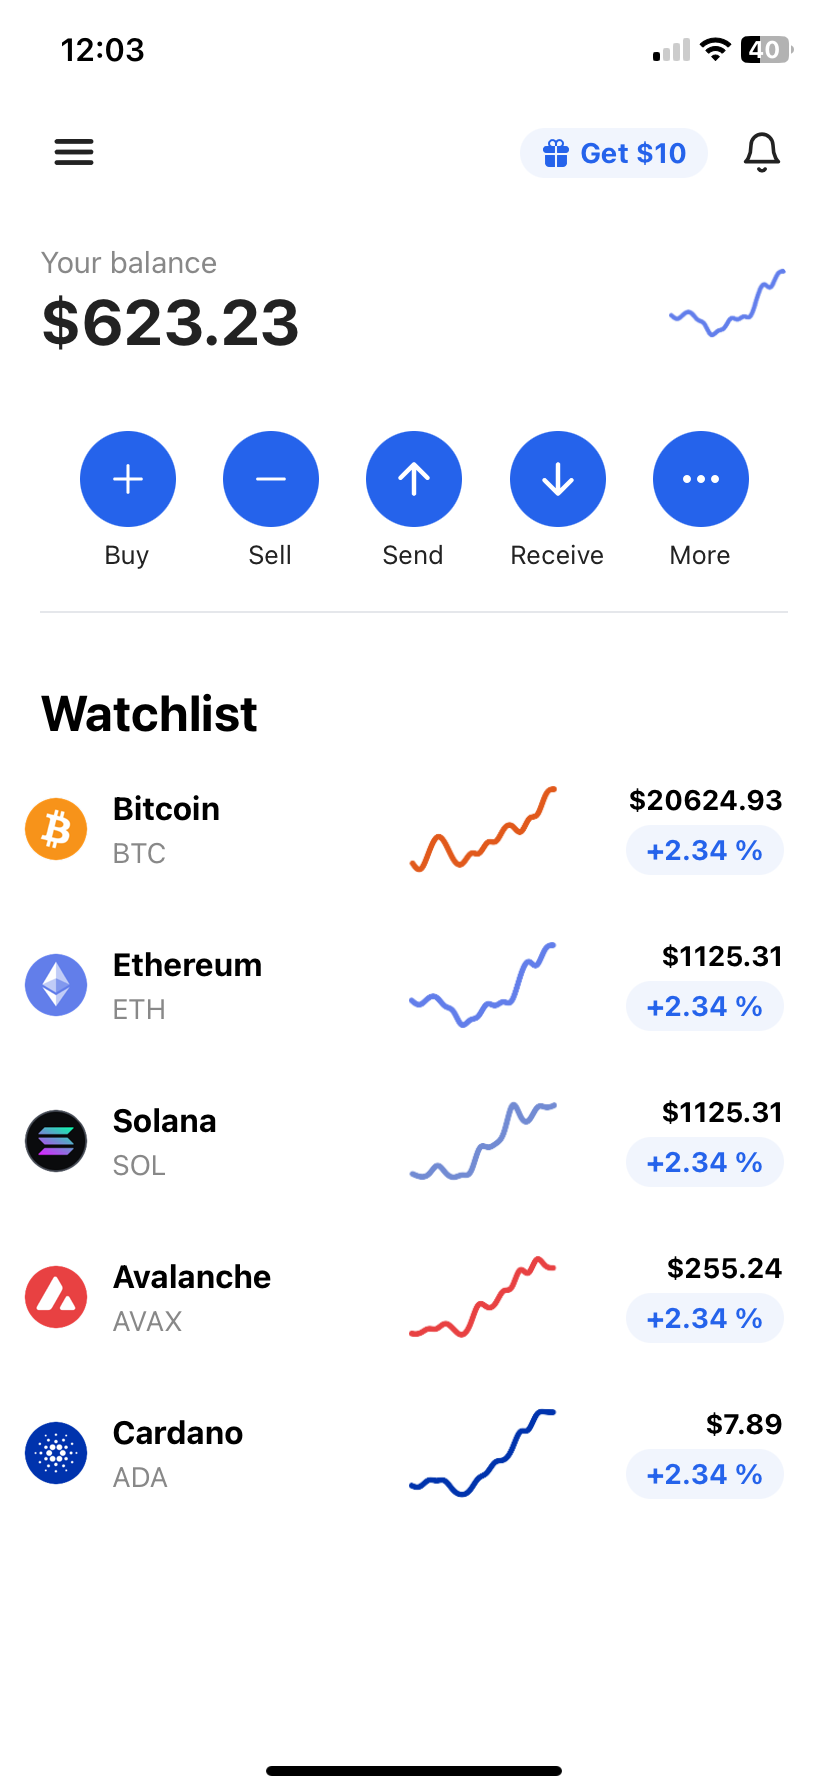 12:03
40
Get $10
Your balance
$623.23
Buy
Sell
Send
Receive
More
Watchlist
Bitcoin
BTC
$20624.93
+2.34 %
Ethereum
ETH
$1125.31
+2.34 %
Solana
SOL
$1125.31
+2.34 %
Avalanche
AVAX
$255.24
+2.34 %
Cardano
ADA
$7.89
+2.34 %